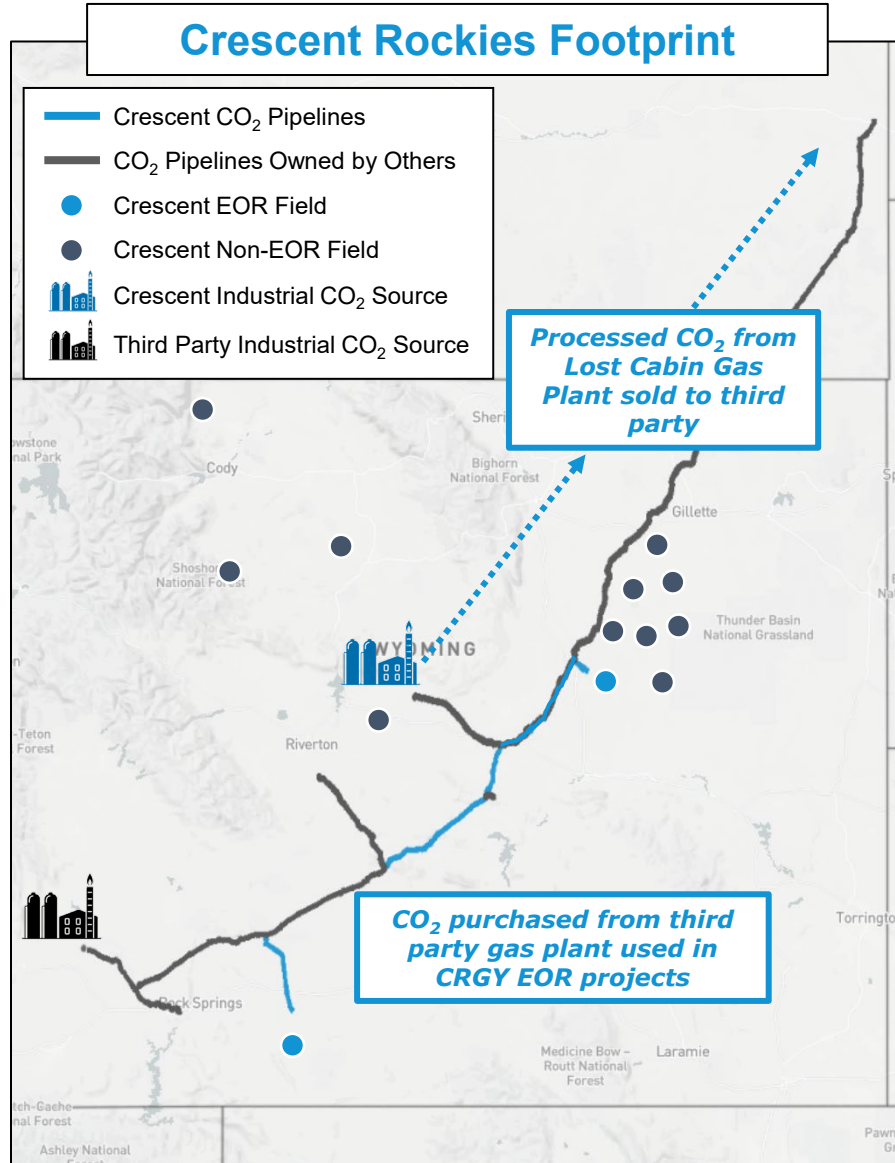 Crescent Rockies Footprint
Crescent CO₂ Pipelines
CO₂ Pipelines Owned by Others
Crescent EOR Field
Crescent Non-EOR Field
Crescent Industrial CO₂ Source
Third Party Industrial CO₂ Source
Processed CO₂ from
Lost Cabin Gas
Plant sold to third
party
Cody
Bighorn
National Forest
Gillette
National Forest
Thunder Basin
National Grassland
WYOMING
Riverton
CO₂ purchased from third
party gas plant used in
CRGY EOR projects
Rock Springs
Medicine Bow –
Routt National
Forest
Laramie
Ashley National